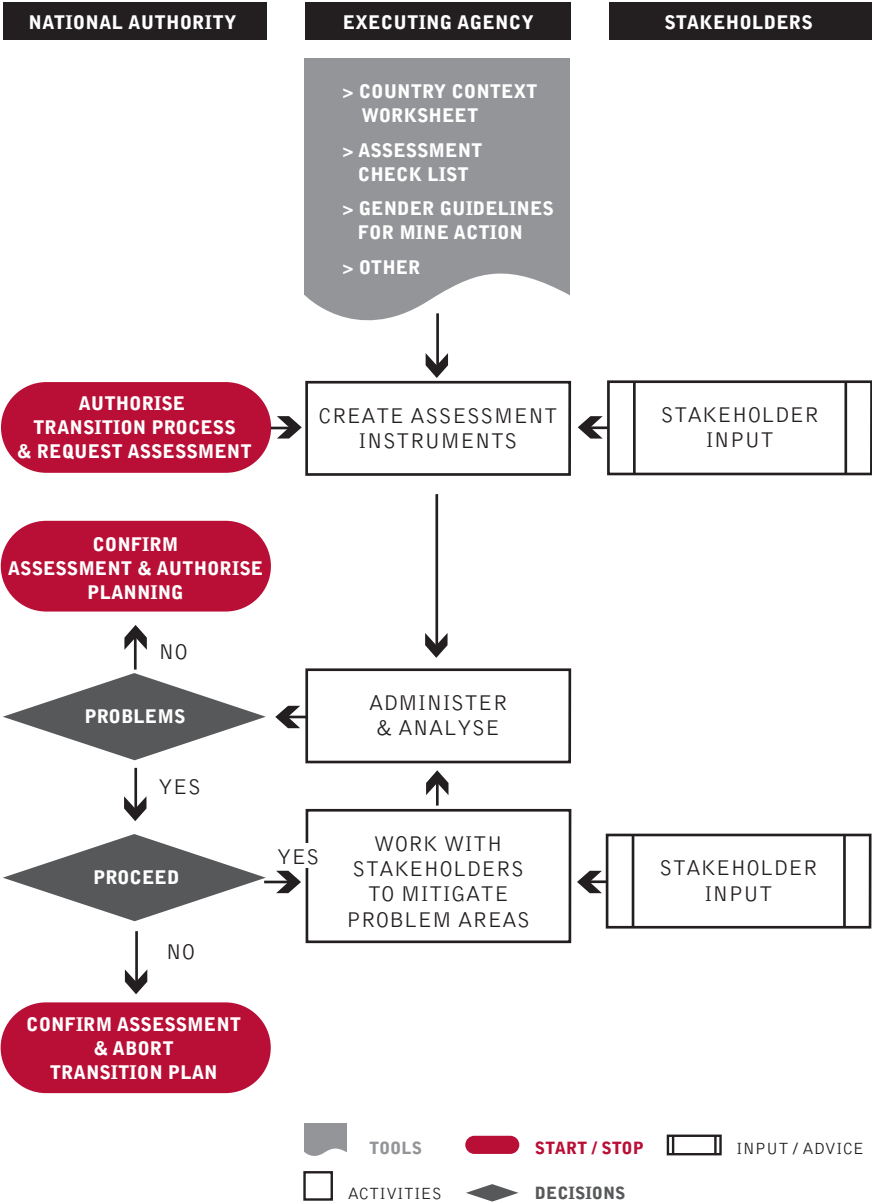 NATIONAL AUTHORITY
EXECUTING AGENCY
STAKEHOLDERS
> COUNTRY CONTEXT
WORKSHEET
> ASSESSMENT
CHECK LIST
> GENDER GUIDELINES
FOR MINE ACTION
> OTHER
AUTHORISE
TRANSITION PROCESS
& REQUEST ASSESSMENT
CREATE ASSESSMENT
INSTRUMENTS
STAKEHOLDER
INPUT
CONFIRM
ASSESSMENT & AUTHORISE
PLANNING
NO
PROBLEMS
ADMINISTER
& ANALYSE
YES
PROCEED
YES
WORK WITH
STAKEHOLDERS
TO MITIGATE
PROBLEM AREAS
STAKEHOLDER
INPUT
NO
CONFIRM ASSESSMENT
& ABORT
TRANSITION PLAN
TOOLS
START / STOP
INPUT / ADVICE
ACTIVITIES
DECISIONS